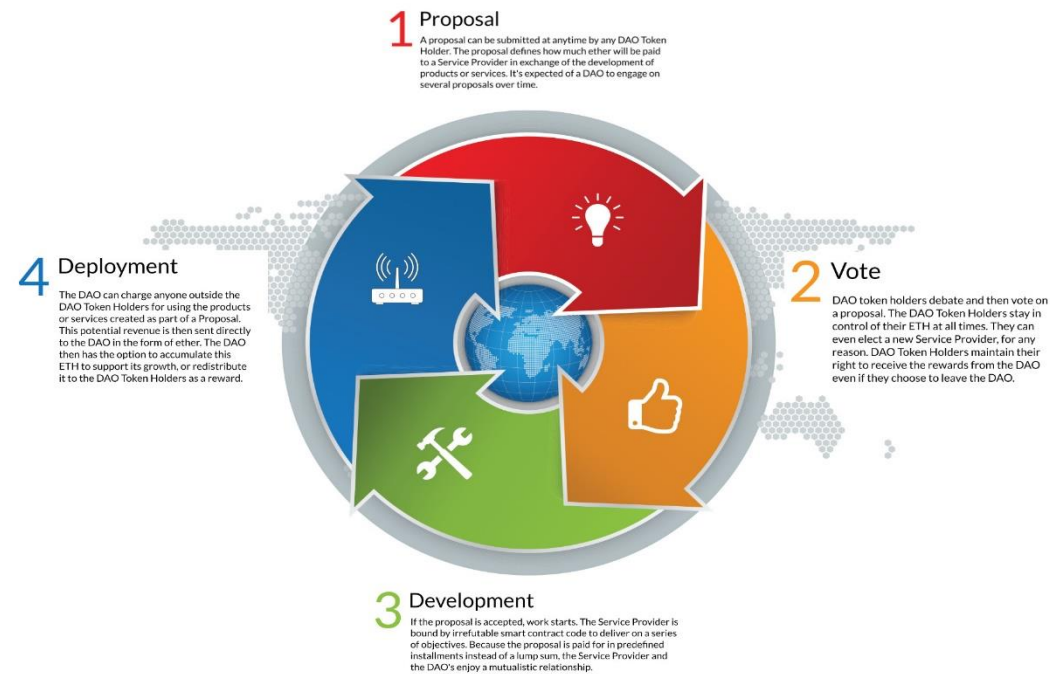 1 Proposal
A proposal can be submitted at anytime by any DAO Token
Holder. The proposal defines how much ether will be paid
to a Service Provider in exchange of the development of
products or services. It's expected of a DAO to engage on
several proposals over time.
2 Vote
DAO token holders debate and then vote on
a proposal. The DAO Token Holders stay in
control of their ETH at all times. They can
even elect a new Service Provider, for any
reason. DAO Token Holders maintain their
right to receive the rewards from the DAO
even if they choose to leave the DAO.
3 Development
If the proposal is accepted, work starts. The Service Provider is
bound by irrefutable smart contract code to deliver on a series
of objectives. Because the proposal is paid for in predefined
installments instead of a lump sum, the Service Provider and
the DAO's enjoy a mutualistic relationship.
4 Deployment
The DAO can charge anyone outside the
DAO Token Holders for using the products
or services created as part of a Proposal.
This potential revenue is then sent directly
to the DAO in the form of ether. The DAO
then has the option to accumulate this
ETH to support its growth, or redistribute
it to the DAO Token Holders as a reward.